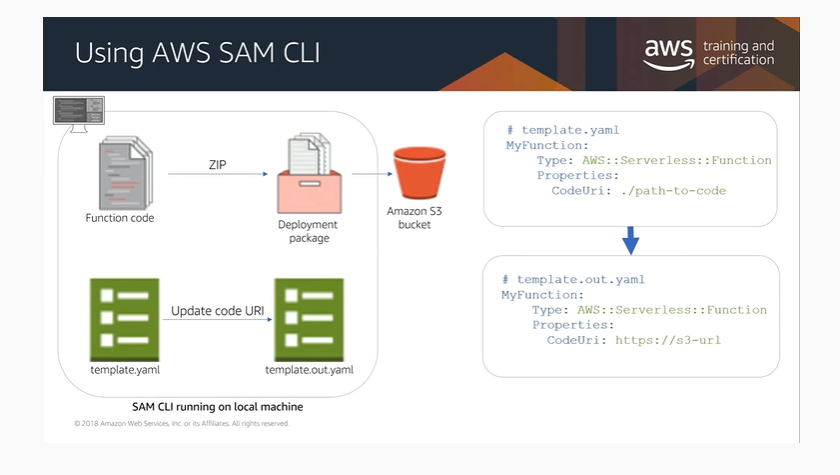 Using AWS SAM CLI
aws training and
certification
Function code
ZIP
Deployment
package
Amazon S3
bucket
template.yaml
Update code URI
template.out.yaml
SAM CLI running on local machine
# template.yaml
MyFunction:
Type: AWS::Serverless::Function
Properties:
CodeUri: ./path-to-code
# template.out.yaml
MyFunction:
Type: AWS::Serverless::Function
Properties:
CodeUri: https://s3-url
© 2018 Amazon Web Services, Inc. or its Affiliates. All rights reserved.